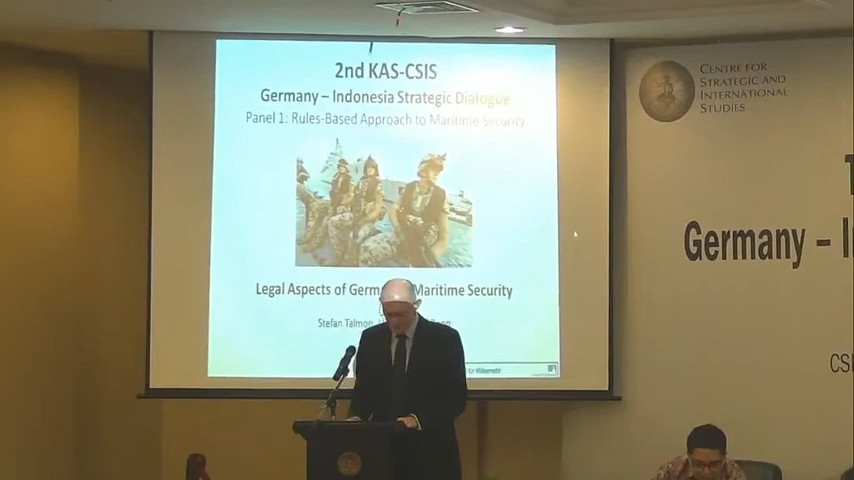 2nd KAS-CSIS
Germany – Indonesia Strategic Dialogue
Panel 1: Rules-Based Approach to Maritime Security
Legal Aspects of Maritime Security
Stefan Talmon
CENTRE FOR
STRATEGIC AND
INTERNATIONAL
STUDIES
Germany –